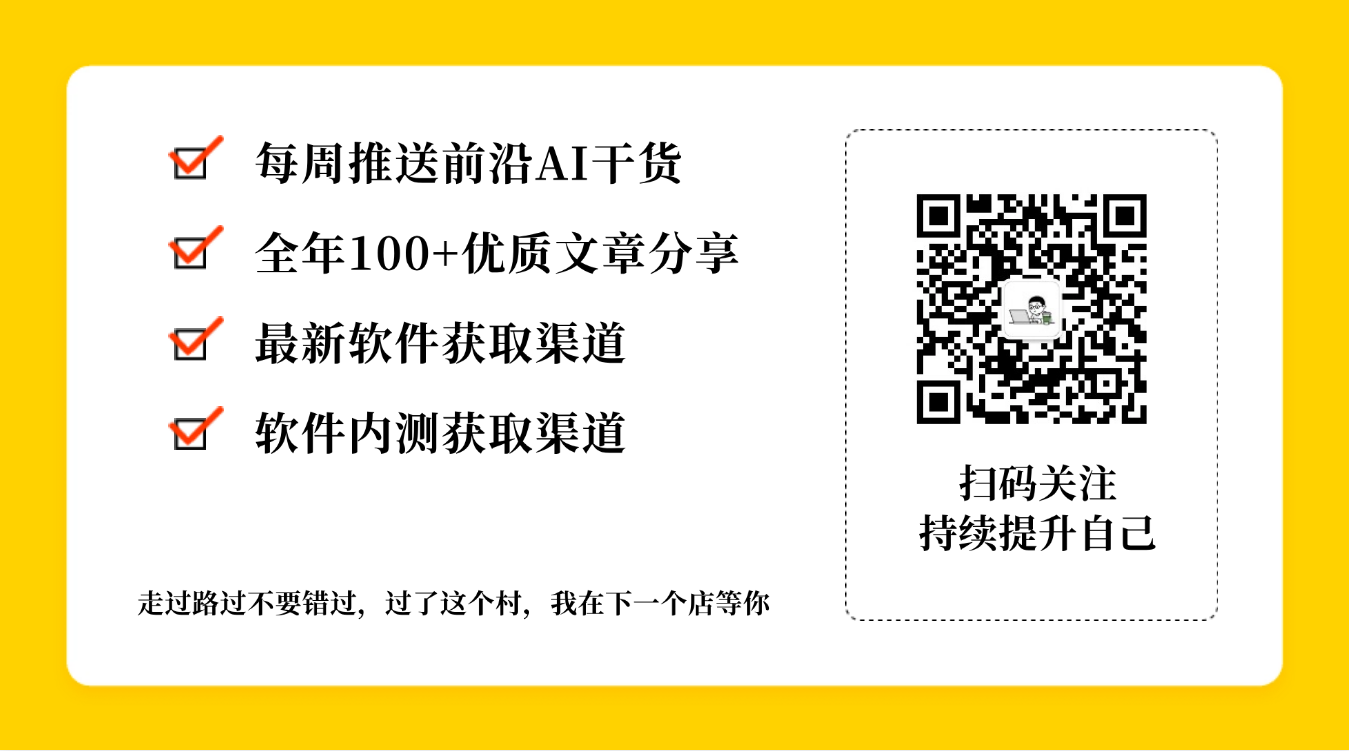 每周推送前沿AI干货
全年100+优质文章分享
最新软件获取渠道
软件内测获取渠道
走过路过不要错过，过了这个村，我在下一个店等你
扫码关注
持续提升自己